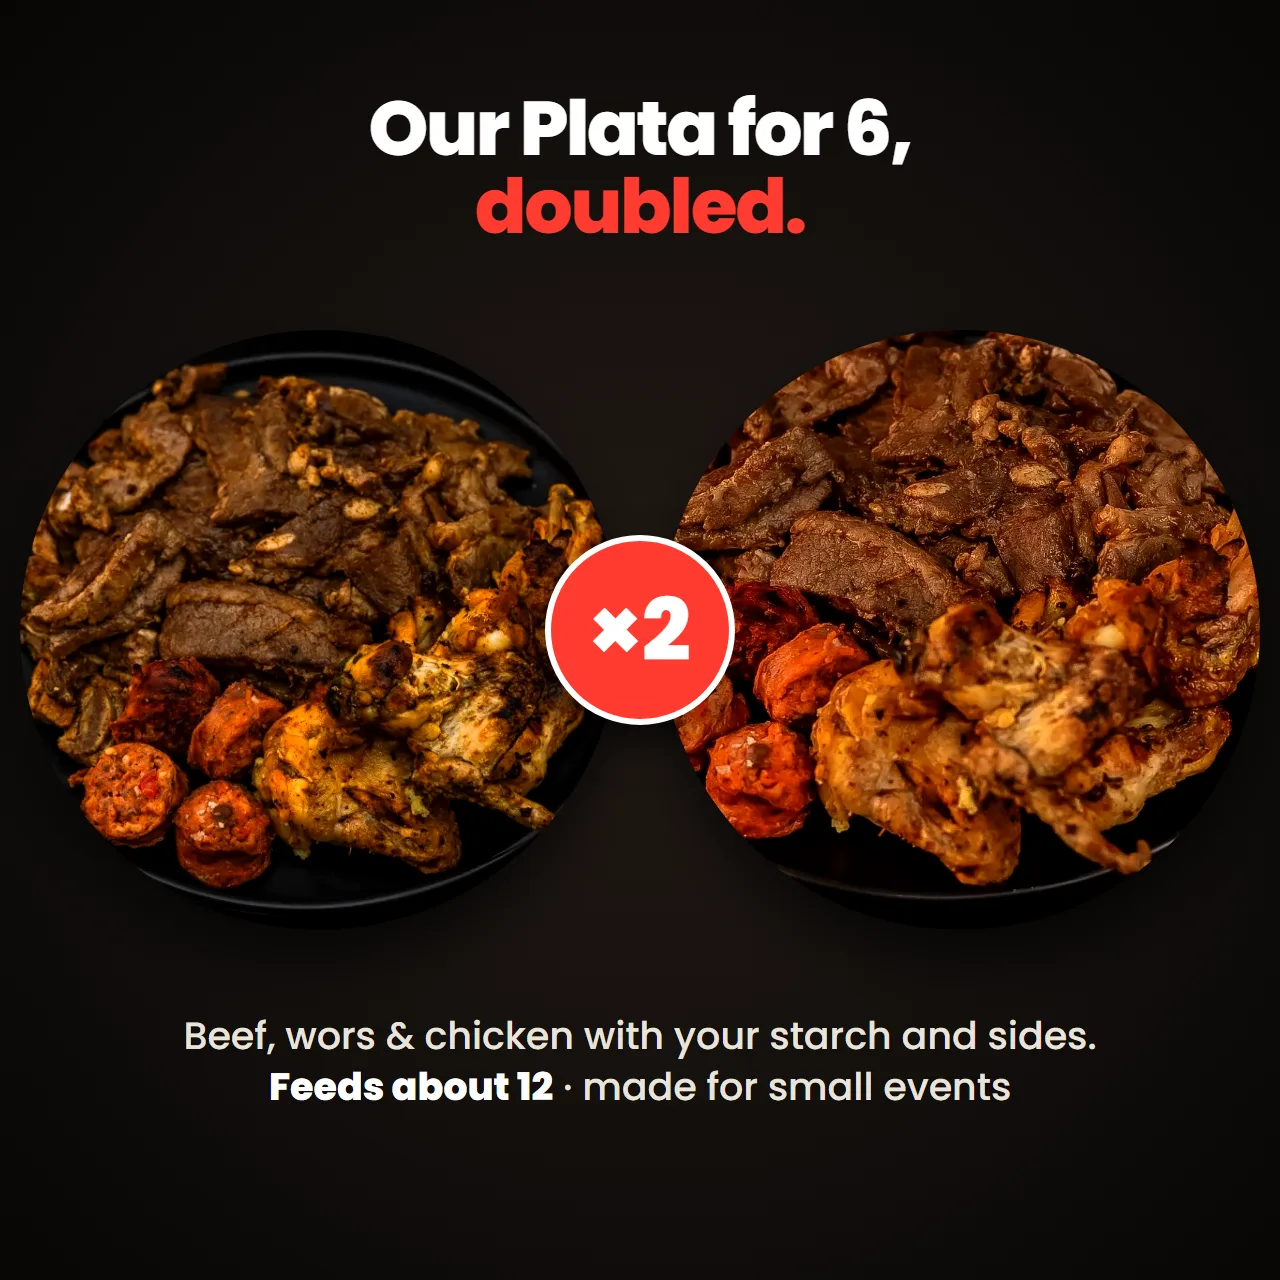 Our Plata for 6,
doubled.
×2
Beef, wors & chicken with your starch and sides.
Feeds about 12 · made for small events